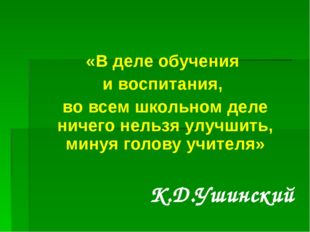 «В деле обучения
и воспитания,
во всем школьном деле
ничего нельзя улучшить,
минуя голову учителя»
К.Д.Ушинский